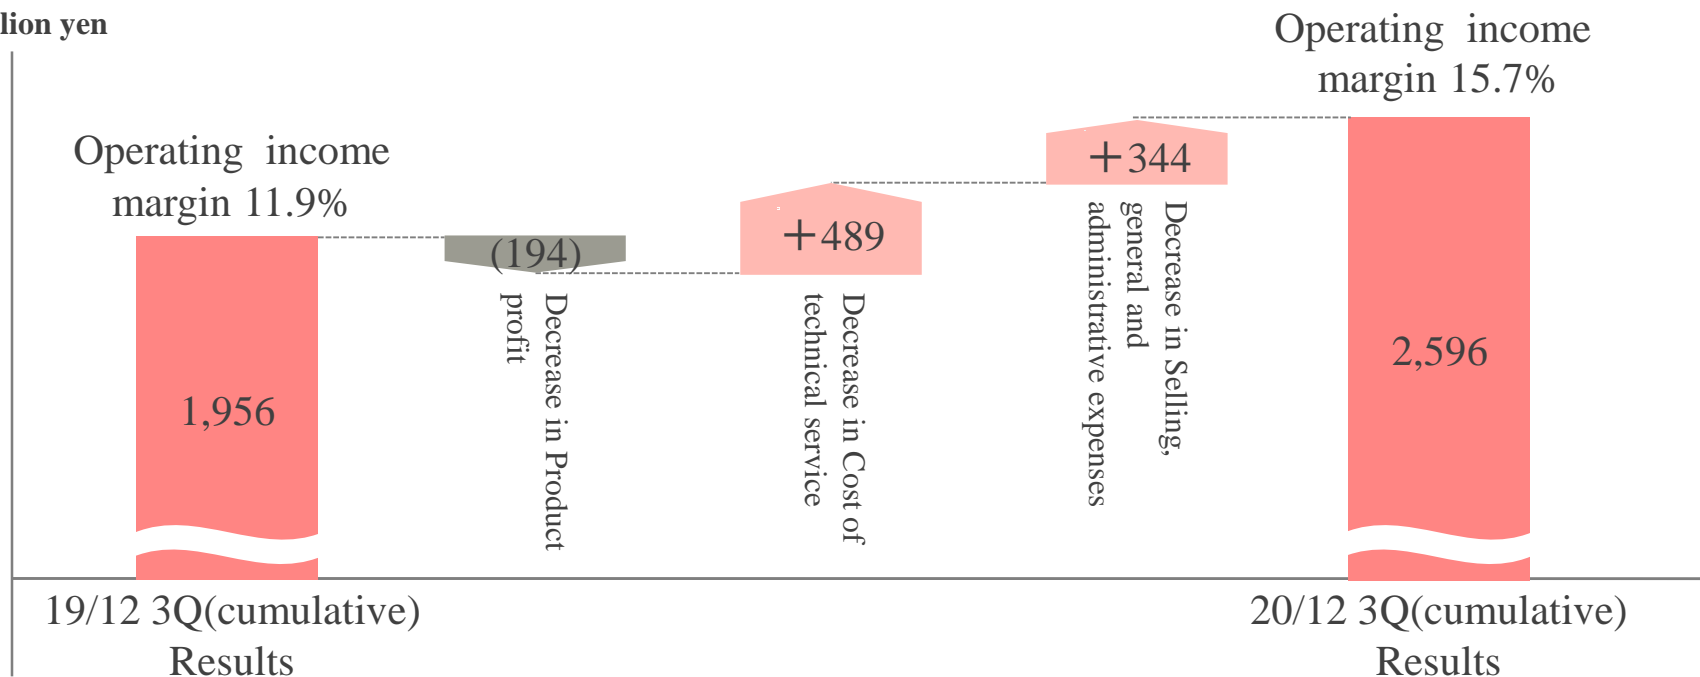 lion yen
Operating income
margin 15.7%
Operating income
margin 11.9%
+344
+489
(194)
Decrease in Selling,
general and
administrative expenses
Decrease in Product
profit
Decrease in Cost of
technical service
2,596
1,956
19/12 3Q(cumulative)
Results
20/12 3Q(cumulative)
Results